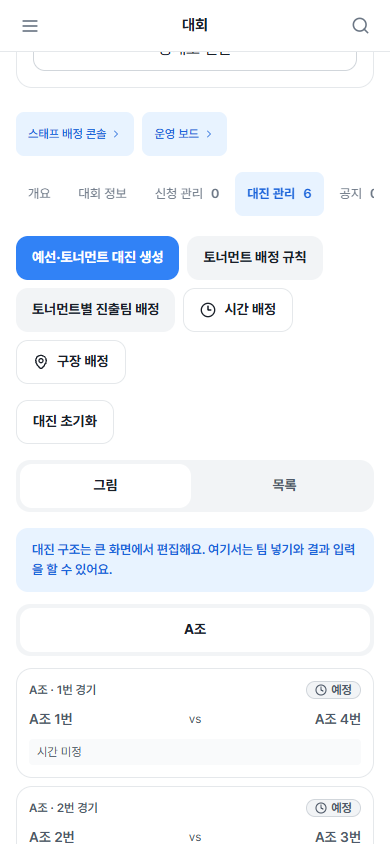 대회
스태프 배정 콘솔
운영 보드
개요
대회 정보
신청 관리 0
대진 관리 6
공지
예선·토너먼트 대진 생성
토너먼트 배정 규칙
토너먼트별 진출팀 배정
시간 배정
구장 배정
대진 초기화
그림
목록
대진 구조는 큰 화면에서 편집해요. 여기서는 팀 넣기와 결과 입력
을 할 수 있어요.
A조
A조 · 1번 경기
예정
A조 1번 vs A조 4번
시간 미정
A조 · 2번 경기
예정
A조 2번 vs A조 3번